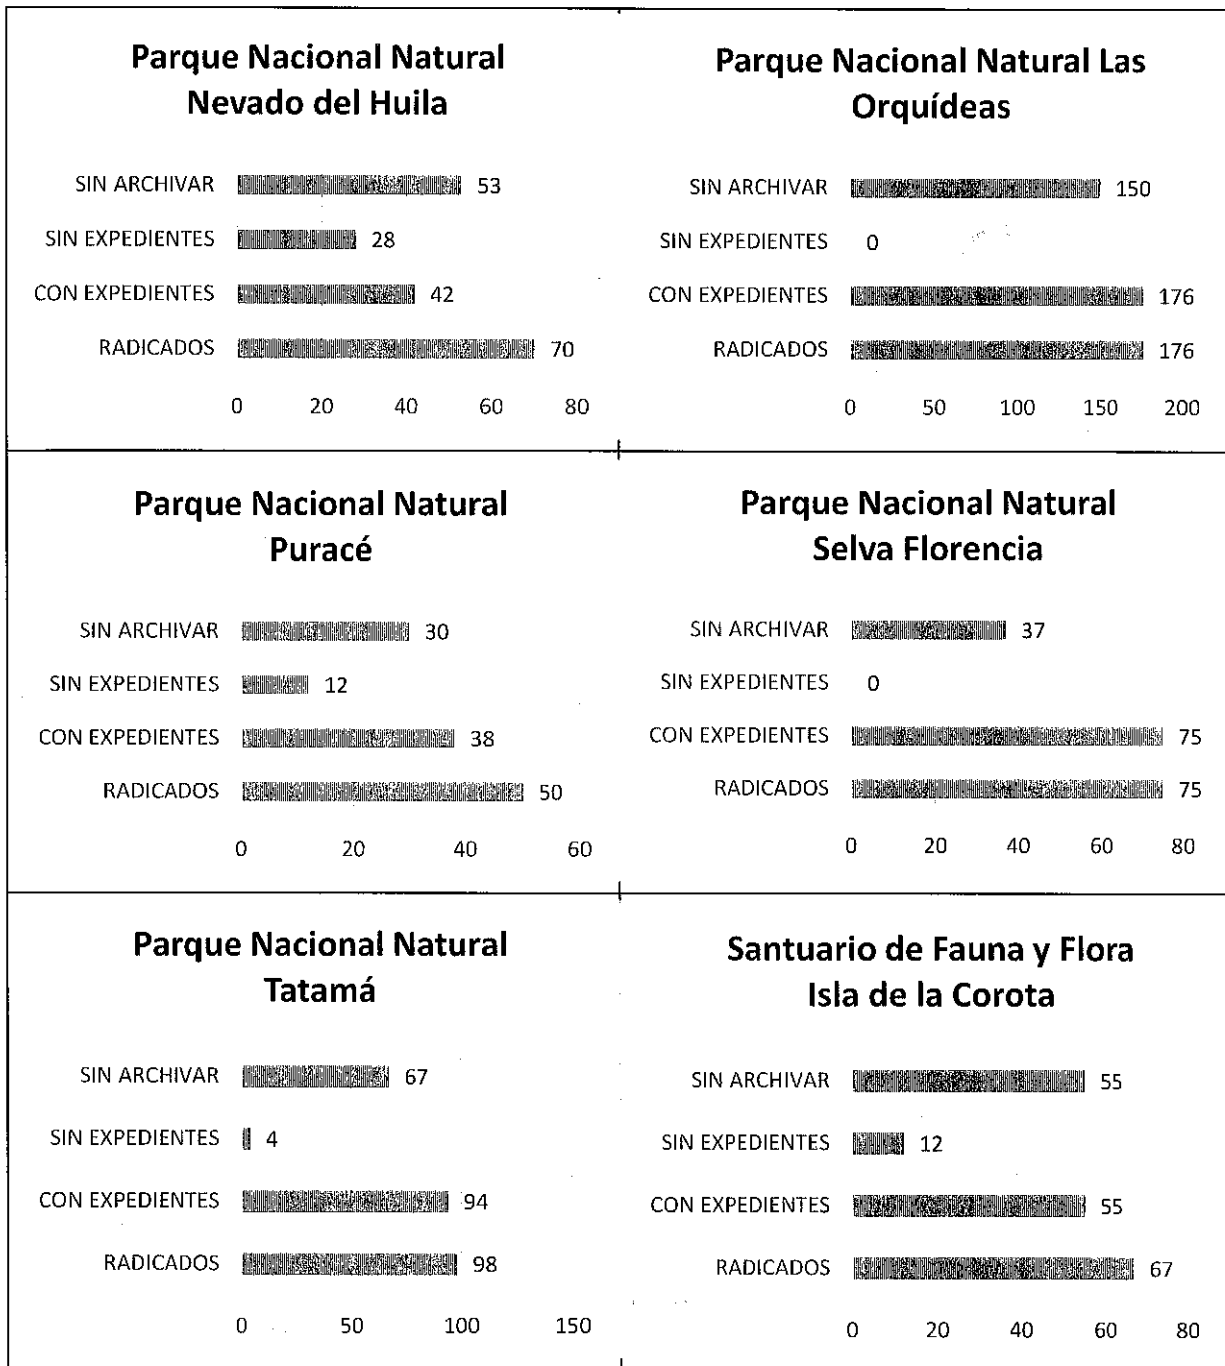 Parque Nacional Natural
Nevado del Huila
SIN ARCHIVAR 53
SIN EXPEDIENTES 28
CON EXPEDIENTES 42
RADICADOS 70
0 20 40 60 80
Parque Nacional Natural Las
Orquídeas
SIN ARCHIVAR 150
SIN EXPEDIENTES 0
CON EXPEDIENTES 176
RADICADOS 176
0 50 100 150 200
Parque Nacional Natural
Puracé
SIN ARCHIVAR 30
SIN EXPEDIENTES 12
CON EXPEDIENTES 38
RADICADOS 50
0 20 40 60
Parque Nacional Natural
Selva Florencia
SIN ARCHIVAR 37
SIN EXPEDIENTES 0
CON EXPEDIENTES 75
RADICADOS 75
0 20 40 60 80
Parque Nacional Natural
Tatamá
SIN ARCHIVAR 67
SIN EXPEDIENTES 4
CON EXPEDIENTES 94
RADICADOS 98
0 50 100 150
Santuario de Fauna y Flora
Isla de la Corota
SIN ARCHIVAR 55
SIN EXPEDIENTES 12
CON EXPEDIENTES 55
RADICADOS 67
0 20 40 60 80